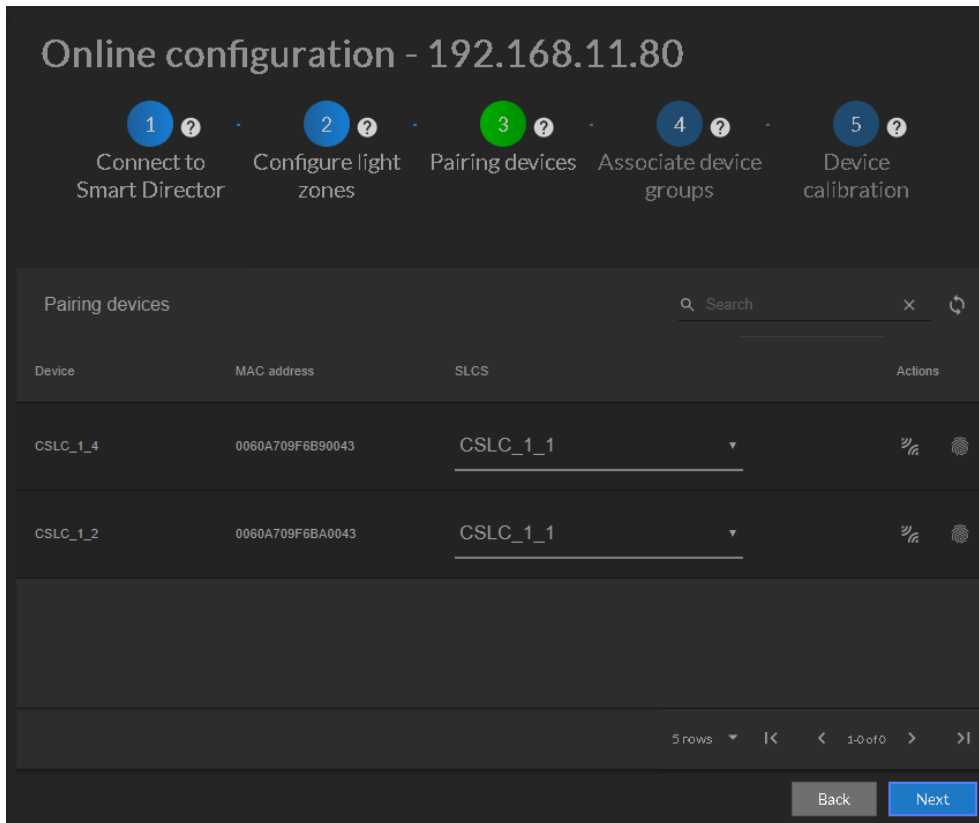 Online configuration - 192.168.11.80
1 ? 2 ? 3 ? 4 ? 5 ?
Connect to Smart Director
Configure light zones
Pairing devices
Associate device groups
Device calibration
Pairing devices
Search
Device MAC address SLCS Actions
CSLC_1_4 0060A709F6B90043 CSLC_1_1
CSLC_1_2 0060A709F6BA0043 CSLC_1_1
5 rows 1-0 of 0
Back Next